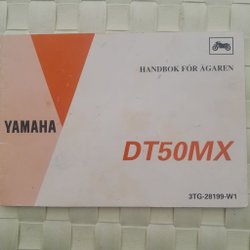 HANDBOK FÖR ÄGAREN
YAMAHA
DT50MX
3TG-28199-W1